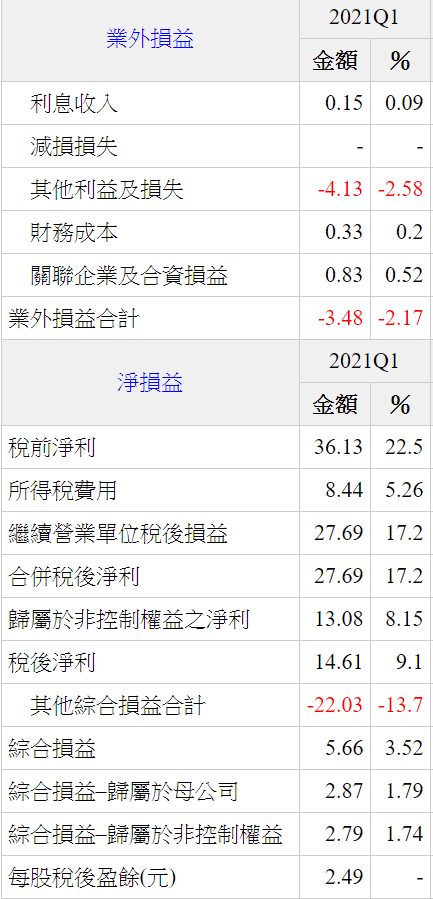 業外損益 2021Q1
金額 %
利息收入 0.15 0.09
減損損失 - -
其他利益及損失 -4.13 -2.58
財務成本 0.33 0.2
關聯企業及合資損益 0.83 0.52
業外損益合計 -3.48 -2.17
淨損益 2021Q1
金額 %
稅前淨利 36.13 22.5
所得稅費用 8.44 5.26
繼續營業單位稅後損益 27.69 17.2
合併稅後淨利 27.69 17.2
歸屬於非控制權益之淨利 13.08 8.15
稅後淨利 14.61 9.1
其他綜合損益合計 -22.03 -13.7
綜合損益 5.66 3.52
綜合損益–歸屬於母公司 2.87 1.79
綜合損益–歸屬於非控制權益 2.79 1.74
每股稅後盈餘(元) 2.49 -